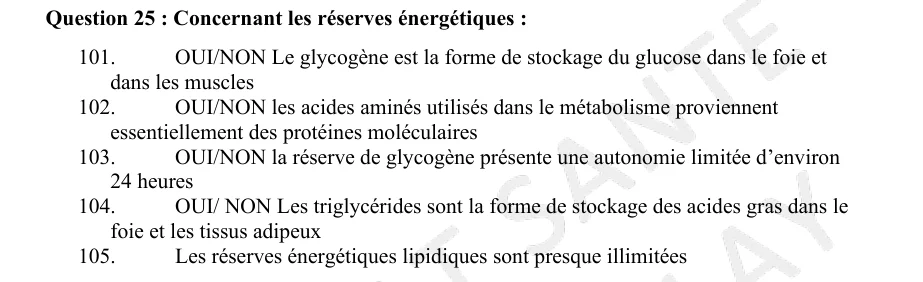 Question 25 : Concernant les réserves énergétiques :
101. OUI/NON Le glycogène est la forme de stockage du glucose dans le foie et
dans les muscles
102. OUI/NON les acides aminés utilisés dans le métabolisme proviennent
essentiellement des protéines moléculaires
103. OUI/NON la réserve de glycogène présente une autonomie limitée d’environ
24 heures
104. OUI/ NON Les triglycérides sont la forme de stockage des acides gras dans le
foie et les tissus adipeux
105. Les réserves énergétiques lipidiques sont presque illimitées
SANTE